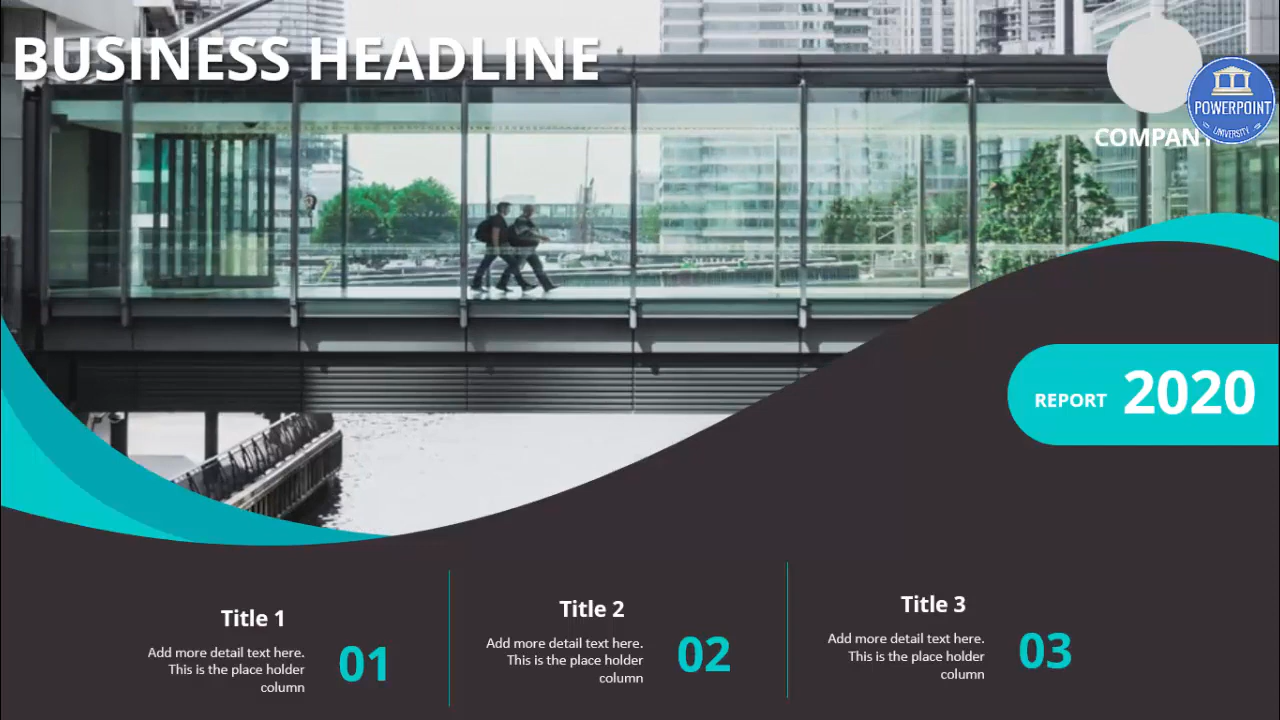 BUSINESS HEADLINE
POWERPOINT
UNIVERSITY
COMPANY
REPORT 2020
Title 1
Add more detail text here.
This is the place holder
column
01
Title 2
Add more detail text here.
This is the place holder
column
02
Title 3
Add more detail text here.
This is the place holder
column
03